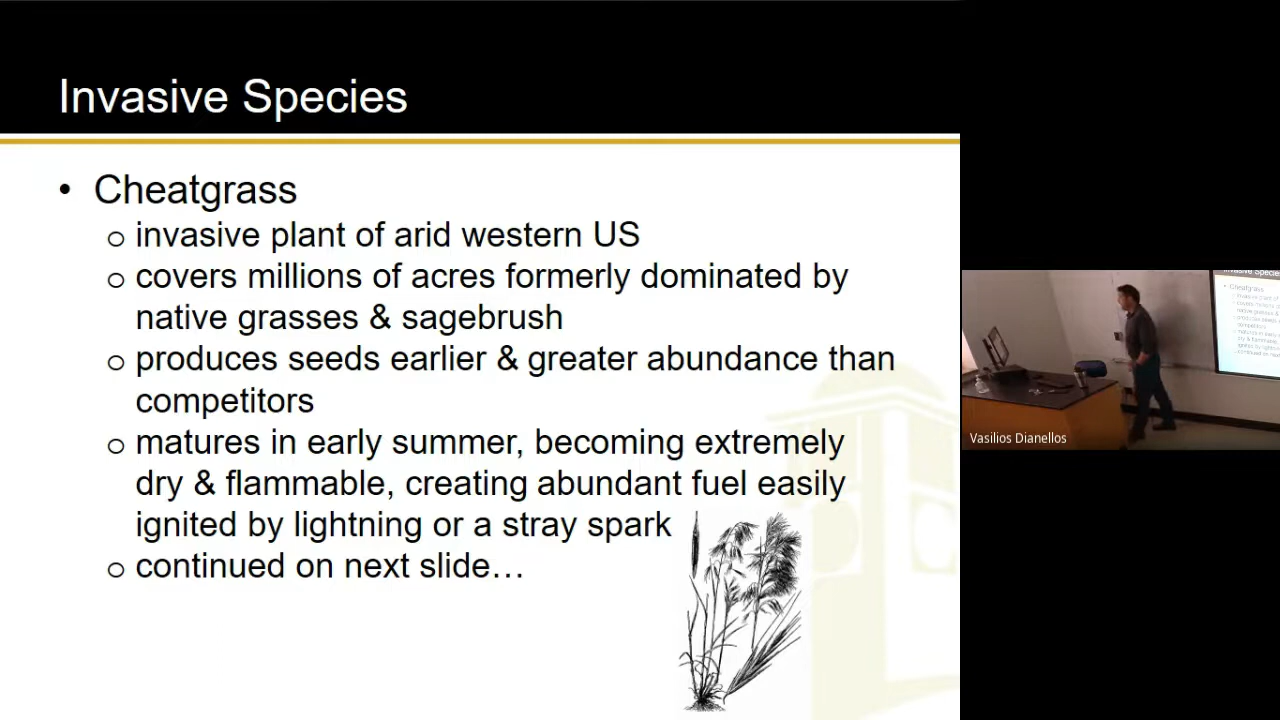 Invasive Species
• Cheatgrass
o invasive plant of arid western US
o covers millions of acres formerly dominated by
native grasses & sagebrush
o produces seeds earlier & greater abundance than
competitors
o matures in early summer, becoming extremely
dry & flammable, creating abundant fuel easily
ignited by lightning or a stray spark
o continued on next slide…
Vasilios Dianellos
Cheatgrass